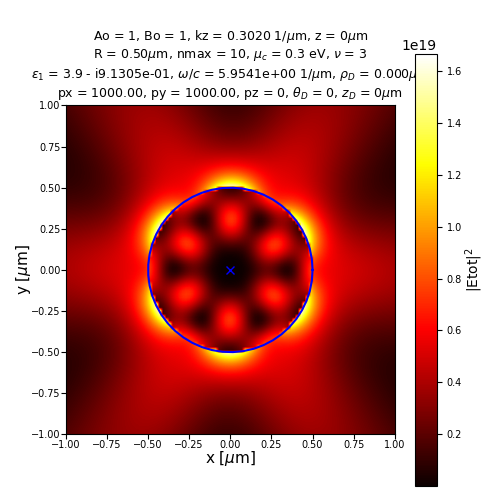 Ao = 1, Bo = 1, kz = 0.3020 1/μm, z = 0μm
R = 0.50μm, nmax = 10, μ_c = 0.3 eV, ν = 3
ε₁ = 3.9 - i9.1305e-01, ω/c = 5.9541e+00 1/μm, ρ_D = 0.000μ
px = 1000.00, py = 1000.00, pz = 0, θ_D = 0, z_D = 0μm
1e19
1.6
1.4
1.2
1.0
0.8
0.6
0.4
0.2
|Etot|²
1.00
0.75
0.50
0.25
0.00
−0.25
−0.50
−0.75
−1.00
y [μm]
−1.00 −0.75 −0.50 −0.25 0.00 0.25 0.50 0.75 1.00
x [μm]